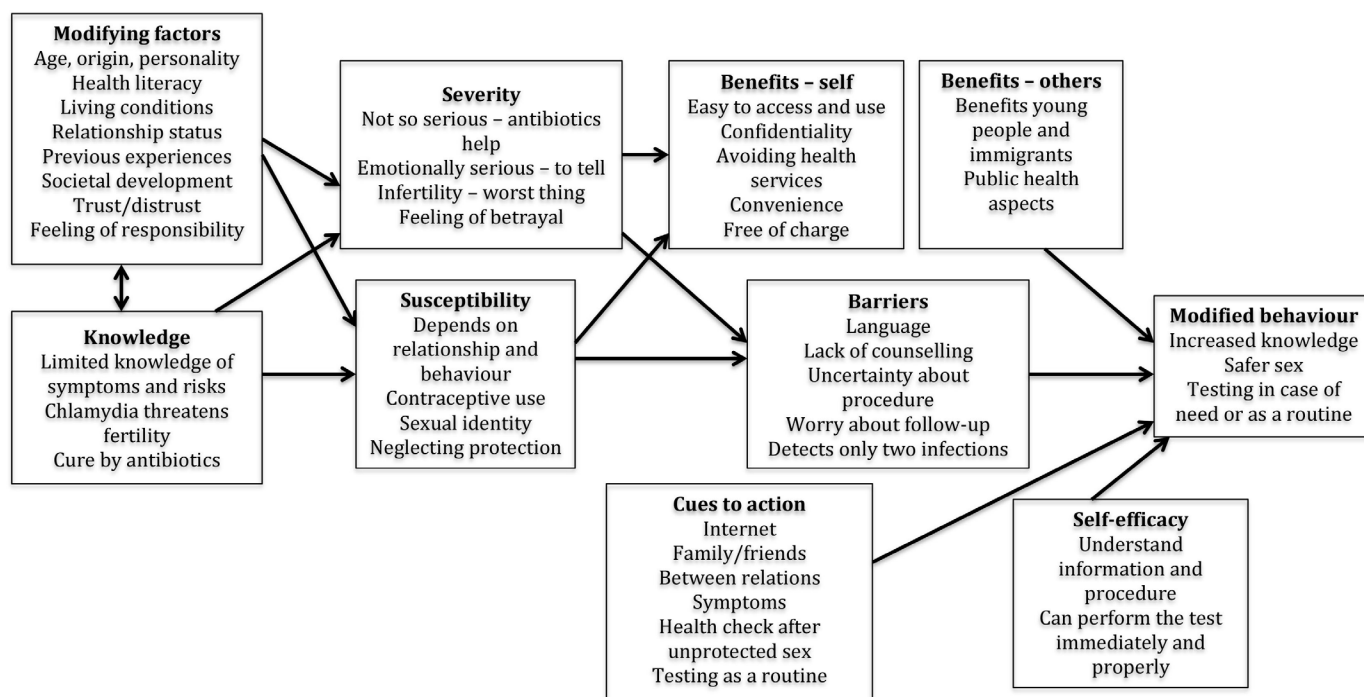 Modifying factors
Age, origin, personality
Health literacy
Living conditions
Relationship status
Previous experiences
Societal development
Trust/distrust
Feeling of responsibility
Knowledge
Limited knowledge of
symptoms and risks
Chlamydia threatens
fertility
Cure by antibiotics
Severity
Not so serious – antibiotics
help
Emotionally serious – to tell
Infertility – worst thing
Feeling of betrayal
Susceptibility
Depends on
relationship and
behaviour
Contraceptive use
Sexual identity
Neglecting protection
Benefits – self
Easy to access and use
Confidentiality
Avoiding health
services
Convenience
Free of charge
Benefits – others
Benefits young
people and
immigrants
Public health
aspects
Barriers
Language
Lack of counselling
Uncertainty about
procedure
Worry about follow-up
Detects only two infections
Modified behaviour
Increased knowledge
Safer sex
Testing in case of
need or as a routine
Cues to action
Internet
Family/friends
Between relations
Symptoms
Health check after
unprotected sex
Testing as a routine
Self-efficacy
Understand
information and
procedure
Can perform the test
immediately and
properly